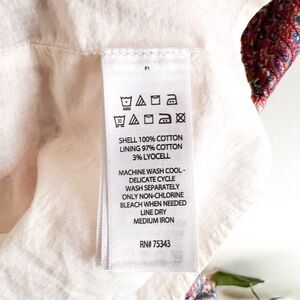 P1
SHELL 100% COTTON
LINING 97% COTTON
3% LYOCELL
MACHINE WASH COOL -
DELICATE CYCLE
WASH SEPARATELY
ONLY NON-CHLORINE
BLEACH WHEN NEEDED
LINE DRY
MEDIUM IRON
RN# 75343